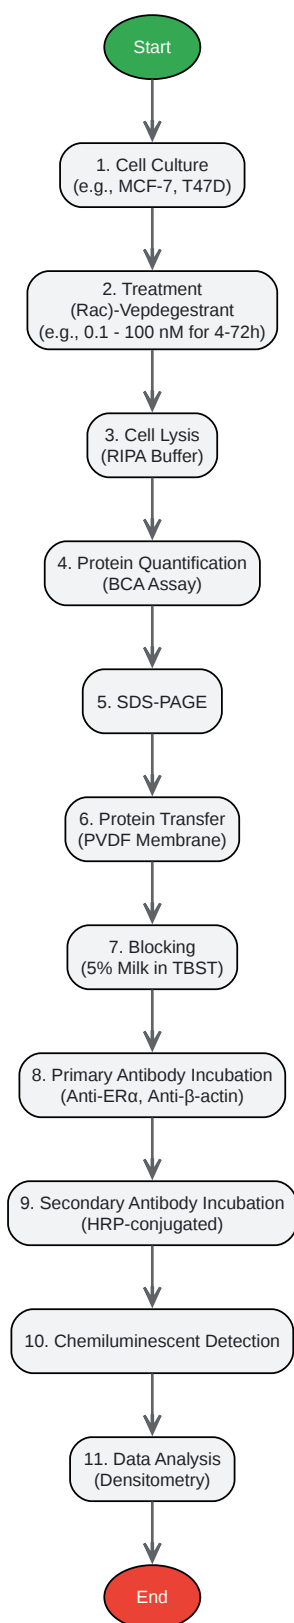 Start
1. Cell Culture
(e.g., MCF-7, T47D)
2. Treatment
(Rac)-Vepdegestrant
(e.g., 0.1 - 100 nM for 4-72h)
3. Cell Lysis
(RIPA Buffer)
4. Protein Quantification
(BCA Assay)
5. SDS-PAGE
6. Protein Transfer
(PVDF Membrane)
7. Blocking
(5% Milk in TBST)
8. Primary Antibody Incubation
(Anti-ERα, Anti-β-actin)
9. Secondary Antibody Incubation
(HRP-conjugated)
10. Chemiluminescent Detection
11. Data Analysis
(Densitometry)
End